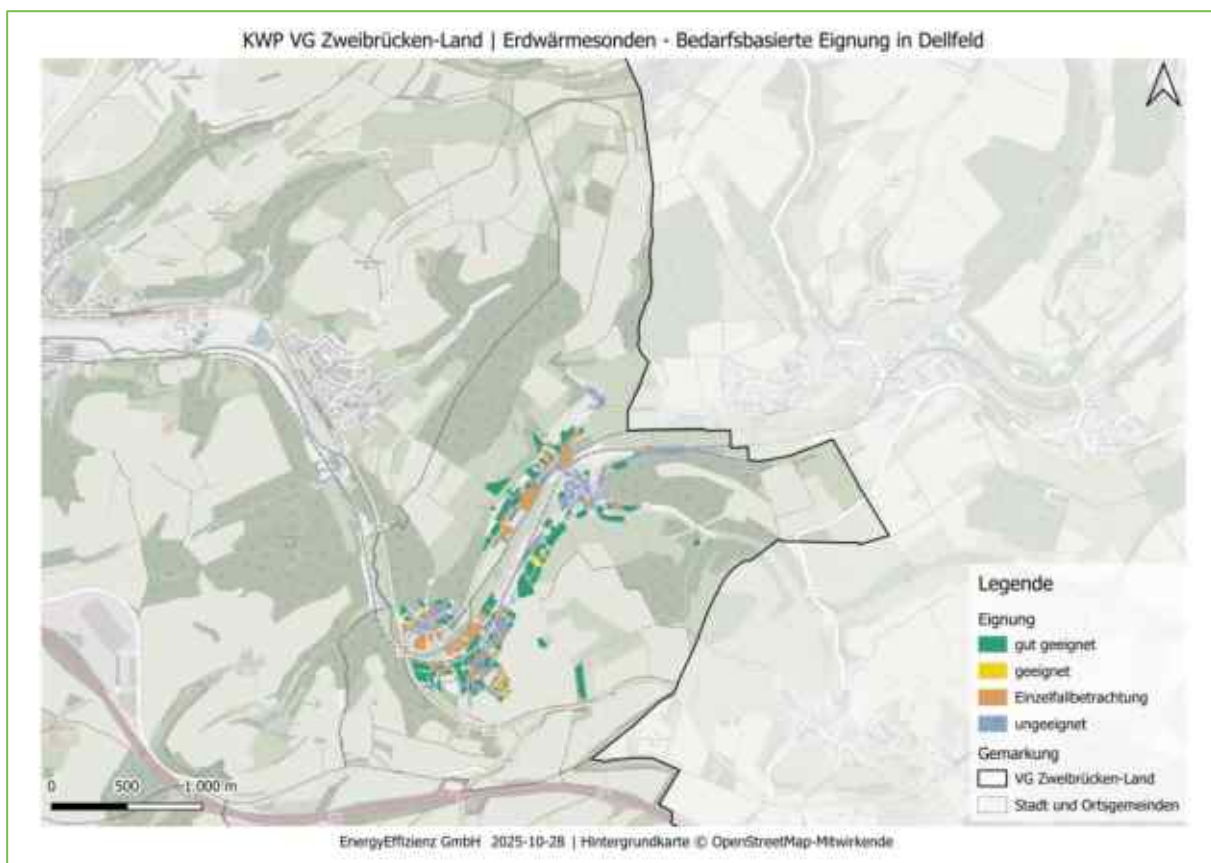 KWP VG Zweibrücken-Land | Erdwärmesonden - Bedarfsbasierte Eignung in Dellfeld
Legende
Eignung
gut geeignet
geeignet
Einzelfallbetrachtung
ungeeignet
Gemarkung
VG Zweibrücken-Land
Stadt und Ortsgemeinden
0 500 1.000 m
EnergyEffizienz GmbH 2025-10-28 | Hintergrundkarte © OpenStreetMap-Mitwirkende